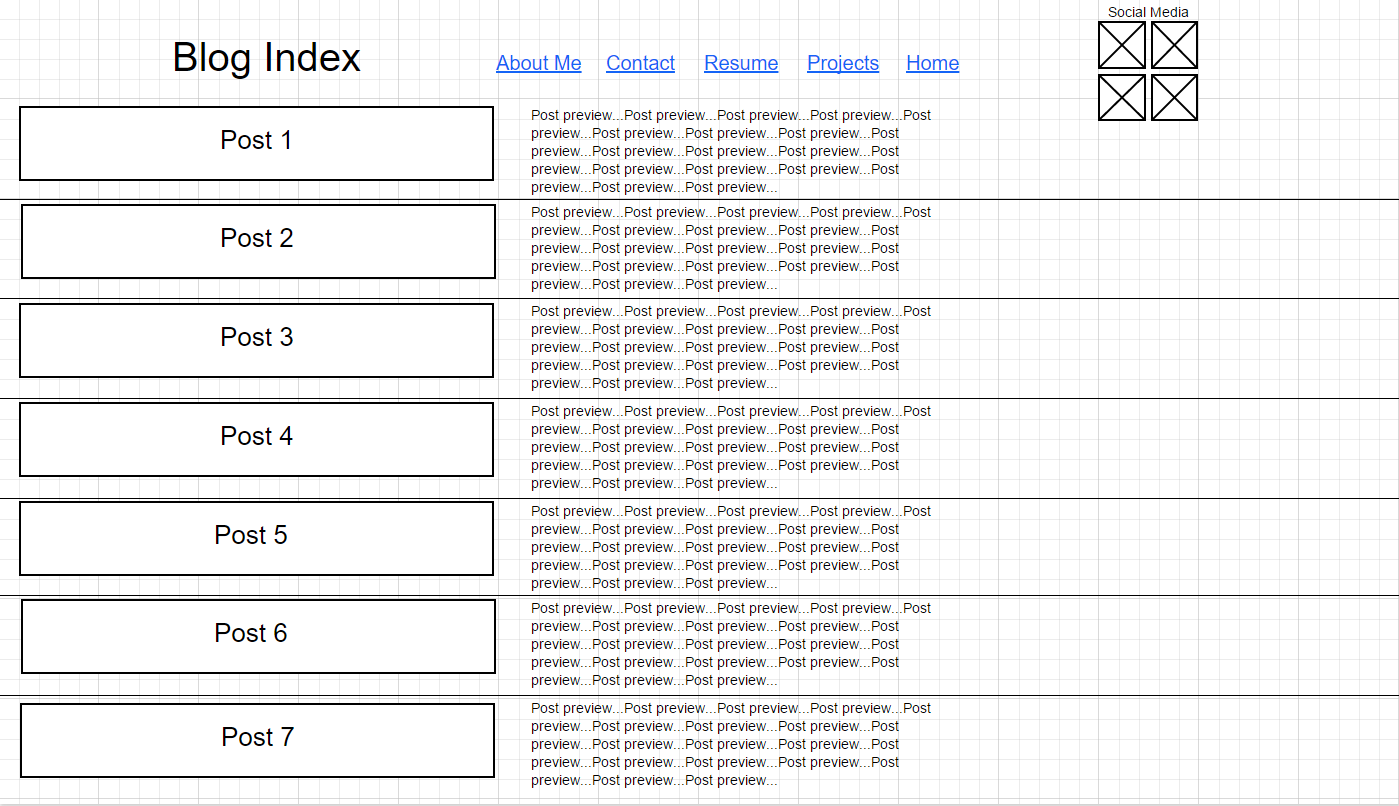 Social Media
Blog Index
About Me Contact Resume Projects Home
Post 1
Post preview...Post preview...Post preview...Post preview...Post
preview...Post preview...Post preview...Post preview...Post
preview...Post preview...Post preview...Post preview...Post
preview...Post preview...Post preview...Post preview...Post
preview...Post preview...Post preview...
Post 2
Post preview...Post preview...Post preview...Post preview...Post
preview...Post preview...Post preview...Post preview...Post
preview...Post preview...Post preview...Post preview...Post
preview...Post preview...Post preview...Post preview...Post
preview...Post preview...Post preview...
Post 3
Post preview...Post preview...Post preview...Post preview...Post
preview...Post preview...Post preview...Post preview...Post
preview...Post preview...Post preview...Post preview...Post
preview...Post preview...Post preview...Post preview...Post
preview...Post preview...Post preview...
Post 4
Post preview...Post preview...Post preview...Post preview...Post
preview...Post preview...Post preview...Post preview...Post
preview...Post preview...Post preview...Post preview...Post
preview...Post preview...Post preview...Post preview...Post
preview...Post preview...Post preview...
Post 5
Post preview...Post preview...Post preview...Post preview...Post
preview...Post preview...Post preview...Post preview...Post
preview...Post preview...Post preview...Post preview...Post
preview...Post preview...Post preview...Post preview...Post
preview...Post preview...Post preview...
Post 6
Post preview...Post preview...Post preview...Post preview...Post
preview...Post preview...Post preview...Post preview...Post
preview...Post preview...Post preview...Post preview...Post
preview...Post preview...Post preview...Post preview...Post
preview...Post preview...Post preview...
Post 7
Post preview...Post preview...Post preview...Post preview...Post
preview...Post preview...Post preview...Post preview...Post
preview...Post preview...Post preview...Post preview...Post
preview...Post preview...Post preview...Post preview...Post
preview...Post preview...Post preview...